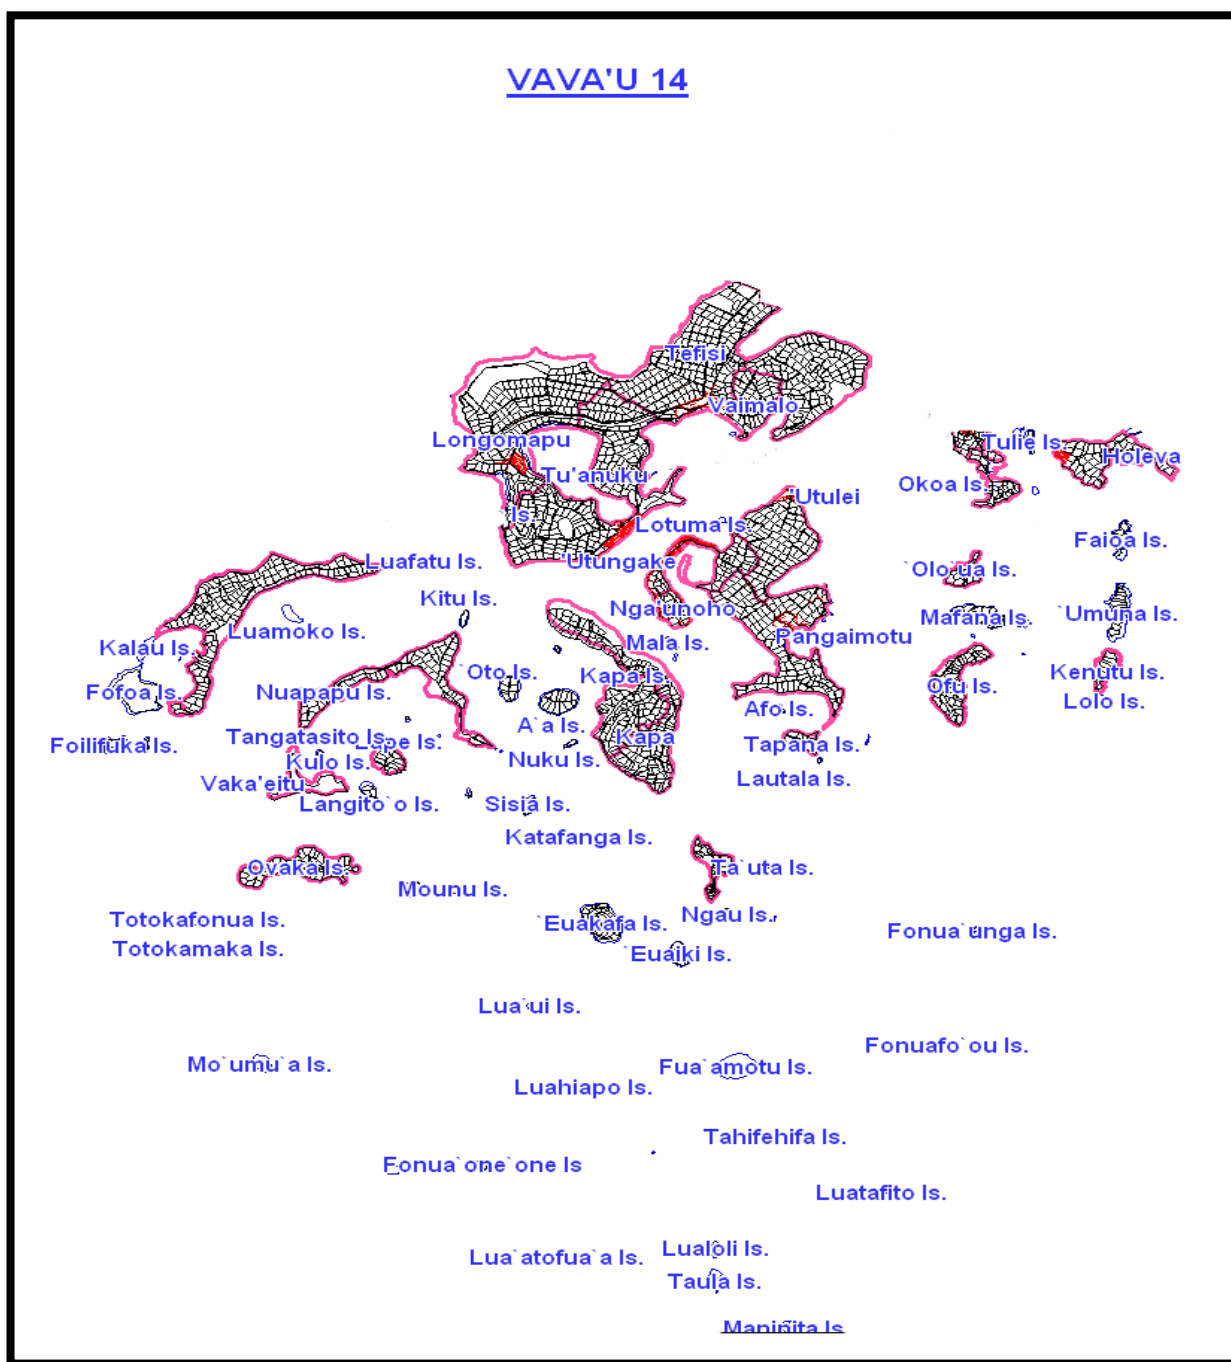 VAVA'U 14
Tefisi
Vaimalo
Longomapu
Tulie Is.
Holeva
Tu'anuku
Okoa Is.
'Utulei
Is.
Lotuma Is.
Faioa Is.
Luafatu Is.
'Utungake
`Olo`ua Is.
Kitu Is.
Nga'unoho
Mafana Is.
`Umuna Is.
Luamoko Is.
Pangaimotu
Kalau Is.
Mala Is.
`Oto Is.
Kapa Is.
Kenutu Is.
Fofoa Is.
Nuapapu Is.
Ofu Is.
Lolo Is.
Afo Is.
A`a Is.
Tangatasito Is.
Kapa
Foilifuka Is.
Lape Is.
Tapana Is.
Kulo Is.
Nuku Is.
Vaka'eitu
Lautala Is.
Langito`o Is.
Sisia Is.
Katafanga Is.
Ovaka Is.
Ta`uta Is.
Mounu Is.
Totokafonua Is.
`Euakafa Is.
Ngau Is.
Fonua`unga Is.
Totokamaka Is.
`Euaiki Is.
Lua`ui Is.
Fonuafo`ou Is.
Mo`umu`a Is.
Fua`amotu Is.
Luahiapo Is.
Tahifehifa Is.
Fonua`one`one Is
Luatafito Is.
Lualoli Is.
Lua`atofua`a Is.
Taula Is.
Maninita Is